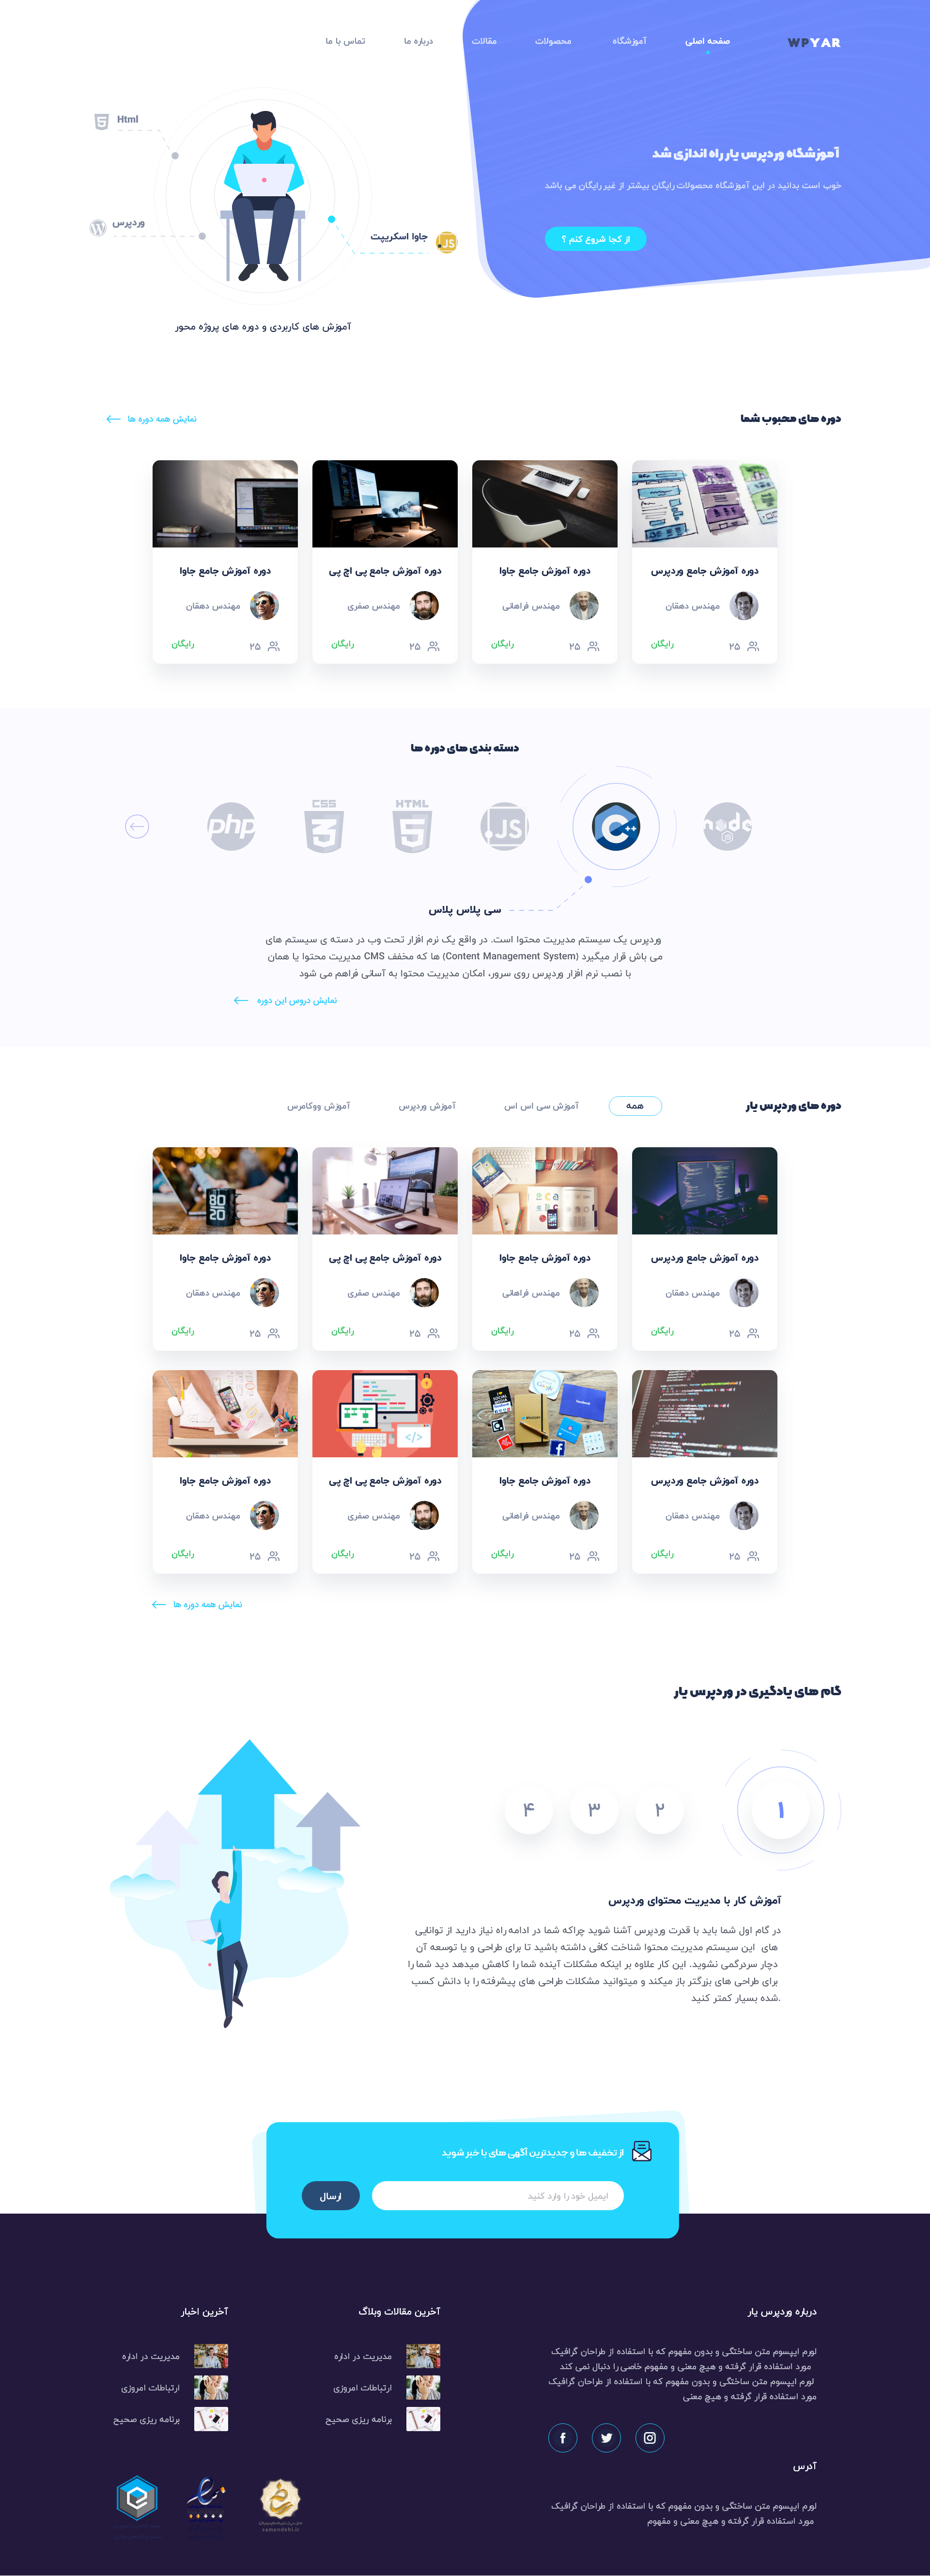 WPYAR
صفحه اصلی
آموزشگاه
محصولات
مقالات
درباره ما
تماس با ما
آموزشگاه وردپرس یار راه اندازی شد
خوب است بدانید در این آموزشگاه محصولات رایگان بیشتر از غیر رایگان می باشد
از کجا شروع کنم ؟
Html
وردپرس
جاوا اسکریپت
JS
آموزش های کاربردی و دوره های پروژه محور
دوره های محبوب شما
نمایش همه دوره ها
دوره آموزش جامع وردپرس
مهندس دهقان
۲۵
رایگان
دوره آموزش جامع جاوا
مهندس فراهانی
۲۵
رایگان
دوره آموزش جامع پی اچ پی
مهندس صفری
۲۵
رایگان
دوره آموزش جامع جاوا
مهندس دهقان
۲۵
رایگان
دسته بندی های دوره ها
node
JS
C++
JS
HTML
5
CSS
3
php
سی پلاس پلاس
وردپرس یک سیستم مدیریت محتوا است. در واقع یک نرم افزار تحت وب در دسته ی سیستم های
می باش قرار میگیرد (Content Management System) ها که مخفف CMS مدیریت محتوا یا همان
با نصب نرم افزار وردپرس روی سرور، امکان مدیریت محتوا به آسانی فراهم می شود
نمایش دروس این دوره
دوره های وردپرس یار
همه
آموزش سی اس اس
آموزش وردپرس
آموزش ووکامرس
دوره آموزش جامع وردپرس
مهندس دهقان
۲۵
رایگان
دوره آموزش جامع جاوا
مهندس فراهانی
۲۵
رایگان
دوره آموزش جامع پی اچ پی
مهندس صفری
۲۵
رایگان
دوره آموزش جامع جاوا
مهندس دهقان
۲۵
رایگان
دوره آموزش جامع وردپرس
مهندس دهقان
۲۵
رایگان
دوره آموزش جامع جاوا
مهندس فراهانی
۲۵
رایگان
دوره آموزش جامع پی اچ پی
مهندس صفری
۲۵
رایگان
دوره آموزش جامع جاوا
مهندس دهقان
۲۵
رایگان
نمایش همه دوره ها
گام های یادگیری در وردپرس یار
۱
۲
۳
۴
آموزش کار با مدیریت محتوای وردپرس
در گام اول شما باید با قدرت وردپرس آشنا شوید چراکه شما در ادامه راه نیاز دارید از توانایی
های این سیستم مدیریت محتوا شناخت کافی داشته باشید تا برای طراحی و یا توسعه آن
دچار سردرگمی نشوید. این کار علاوه بر اینکه مشکلات آینده شما را کاهش میدهد دید شما را
برای طراحی های بزرگتر باز میکند و میتوانید مشکلات طراحی های پیشرفته را با دانش کسب
شده بسیار کمتر کنید.
از تخفیف ها و جدیدترین آگهی های با خبر شوید
ایمیل خود را وارد کنید
ارسال
درباره وردپرس یار
لورم ایپسوم متن ساختگی و بدون مفهوم که با استفاده از طراحان گرافیک
مورد استفاده قرار گرفته و هیچ معنی و مفهوم خاصی را دنبال نمی کند
لورم ایپسوم متن ساختگی و بدون مفهوم که با استفاده از طراحان گرافیک
مورد استفاده قرار گرفته و هیچ معنی
آدرس
لورم ایپسوم متن ساختگی و بدون مفهوم که با استفاده از طراحان گرافیک
مورد استفاده قرار گرفته و هیچ معنی و مفهوم
آخرین مقالات وبلاگ
مدیریت در اداره
ارتباطات امروزی
برنامه ریزی صحیح
آخرین اخبار
مدیریت در اداره
ارتباطات امروزی
برنامه ریزی صحیح
samandehi.ir